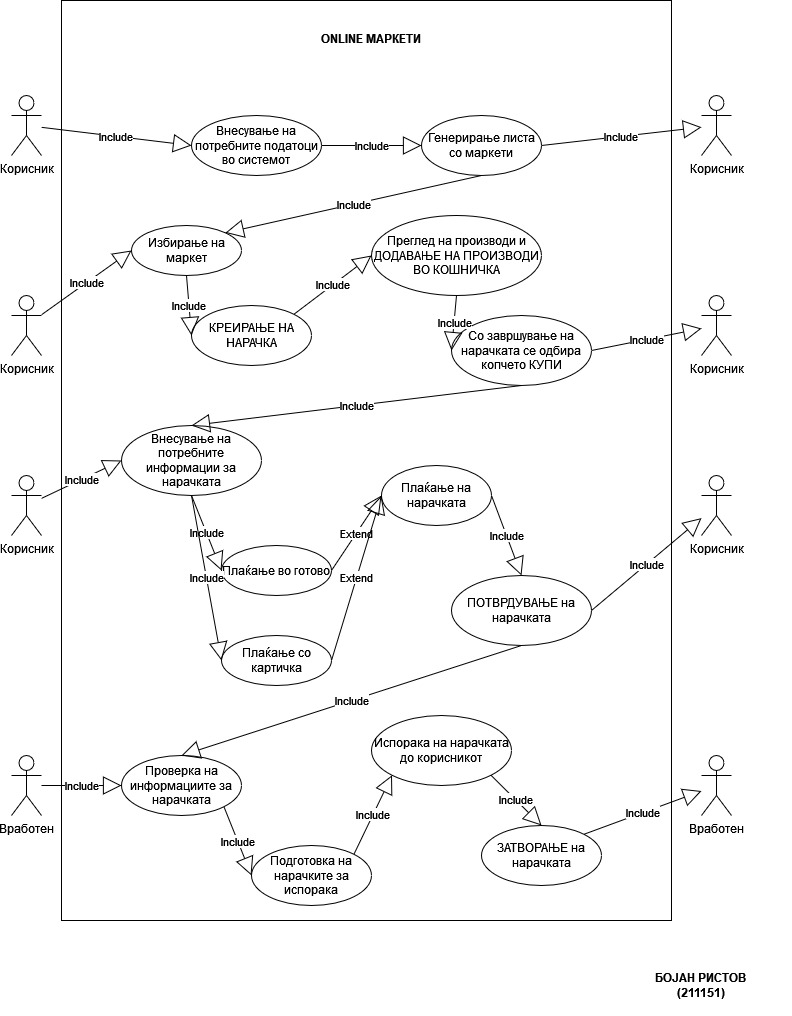 ONLINE МАРКЕТИ
Include
Внесување на
потребните податоци
во системот
Include
Генерирање листа
со маркети
Include
Корисник
Корисник
Include
Избирање на
маркет
Include
Преглед на производи и
ДОДАВАЊЕ НА ПРОИЗВОДИ
ВО КОШНИЧКА
Include
Include
КРЕИРАЊЕ НА
НАРАЧКА
Include
Со завршување на
нарачката се одбира
копчето КУПИ
Include
Корисник
Корисник
Include
Внесување на
потребните
информации за
нарачката
Include
Плаќање на
нарачката
Include
Include
Extend
Корисник
Корисник
Плаќање во готово
Include
Include
Extend
ПОТВРДУВАЊЕ на
нарачката
Плаќање со
картичка
Include
Испорака на нарачката
до корисникот
Проверка на
информациите за
нарачката
Include
Include
Include
Include
Вработен
Вработен
Include
ЗАТВОРАЊЕ на
нарачката
Подготовка на
нарачките за
испорака
БОЈАН РИСТОВ
(211151)